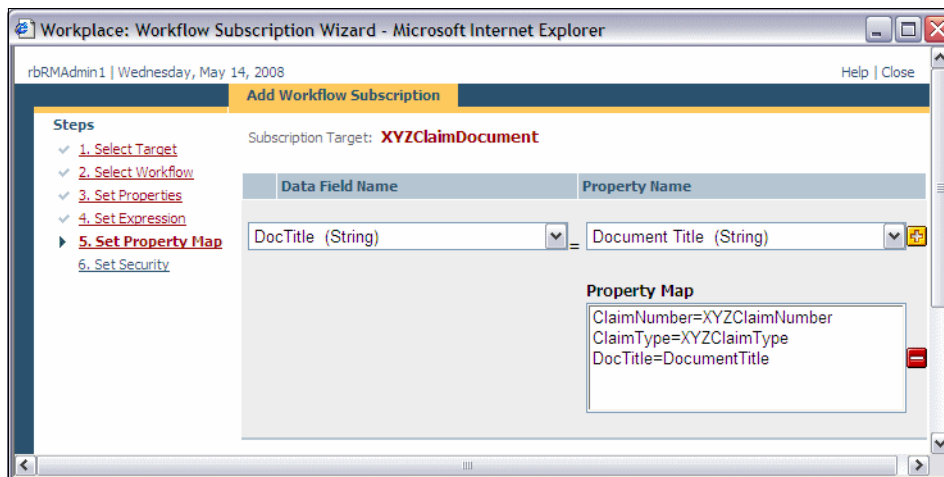 Workplace: Workflow Subscription Wizard - Microsoft Internet Explorer
rbRMAdmin1 | Wednesday, May 14, 2008
Help | Close
Add Workflow Subscription
Steps
1. Select Target
2. Select Workflow
3. Set Properties
4. Set Expression
5. Set Property Map
6. Set Security
Subscription Target: XYZClaimDocument
Data Field Name
Property Name
DocTitle (String)
=
Document Title (String)
Property Map
ClaimNumber=XYZClaimNumber
ClaimType=XYZClaimType
DocTitle=DocumentTitle